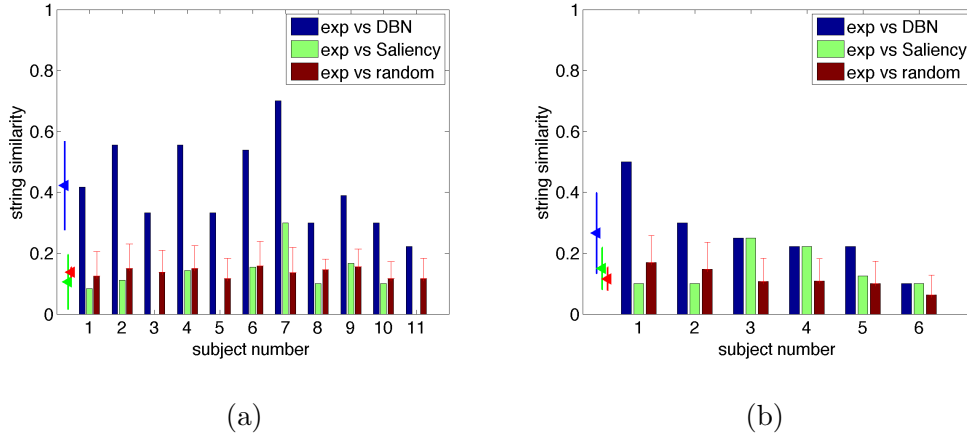 1
0.8
0.6
0.4
0.2
0
string similarity
exp vs DBN
exp vs Saliency
exp vs random
1 2 3 4 5 6 7 8 9 10 11
subject number
(a)
1
0.8
0.6
0.4
0.2
0
string similarity
exp vs DBN
exp vs Saliency
exp vs random
1 2 3 4 5 6
subject number
(b)